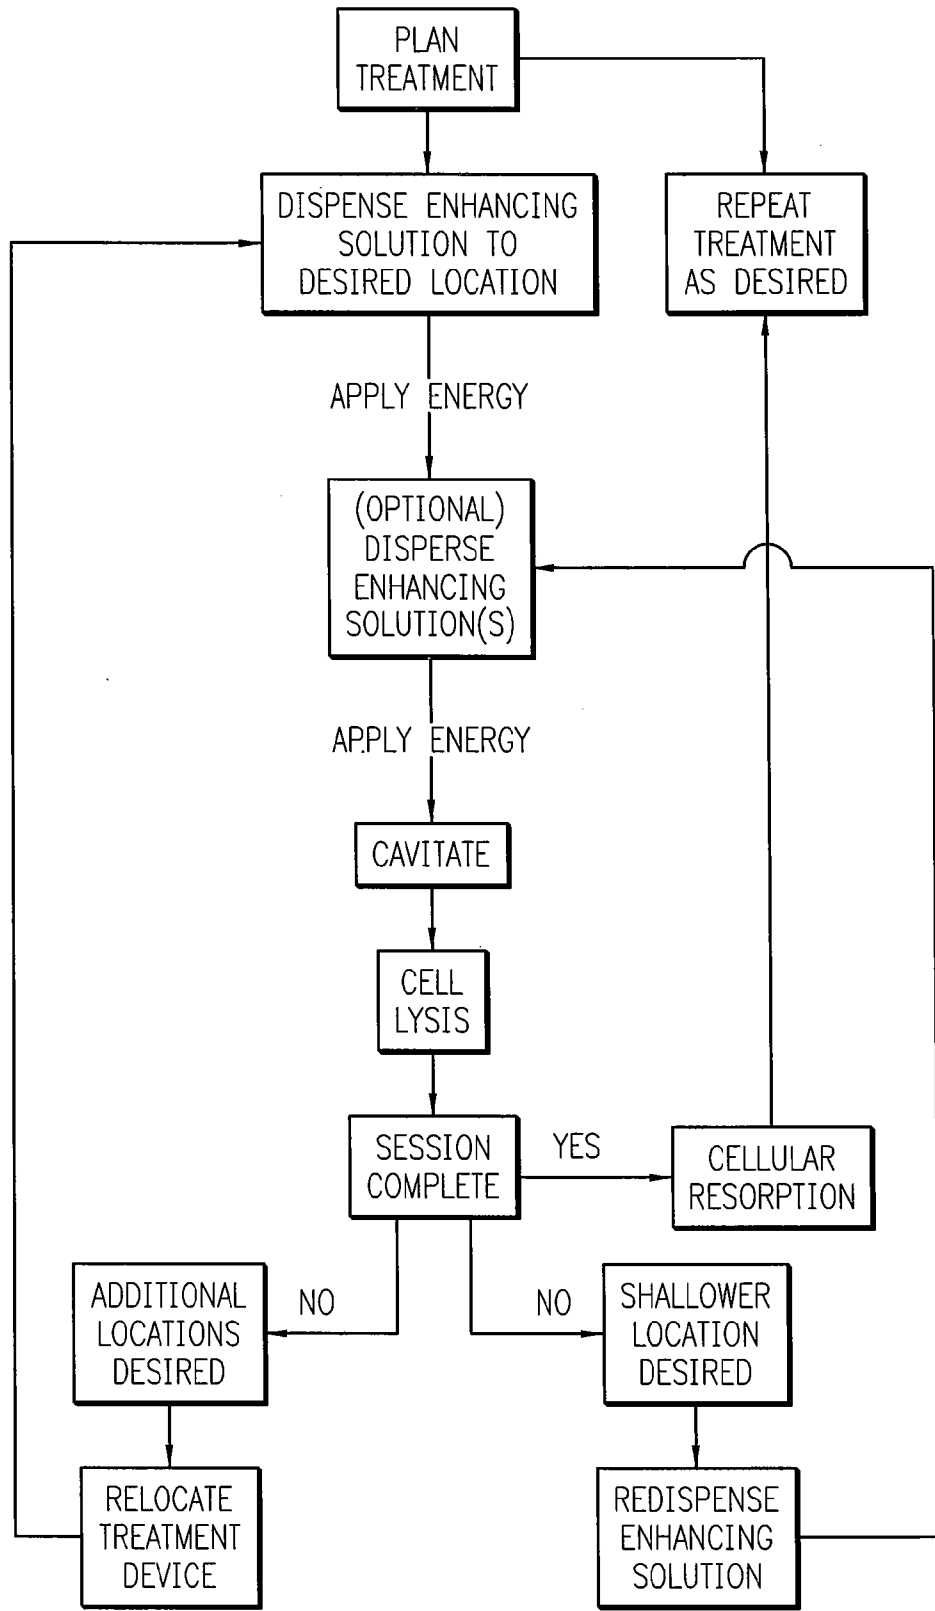 PLAN
TREATMENT
DISPENSE ENHANCING
SOLUTION TO
DESIRED LOCATION
REPEAT
TREATMENT
AS DESIRED
APPLY ENERGY
(OPTIONAL)
DISPERSE
ENHANCING
SOLUTION(S)
APPLY ENERGY
CAVITATE
CELL
LYSIS
SESSION
COMPLETE
YES
CELLULAR
RESORPTION
ADDITIONAL
LOCATIONS
DESIRED
NO
NO
SHALLOWER
LOCATION
DESIRED
RELOCATE
TREATMENT
DEVICE
REDISPENSE
ENHANCING
SOLUTION